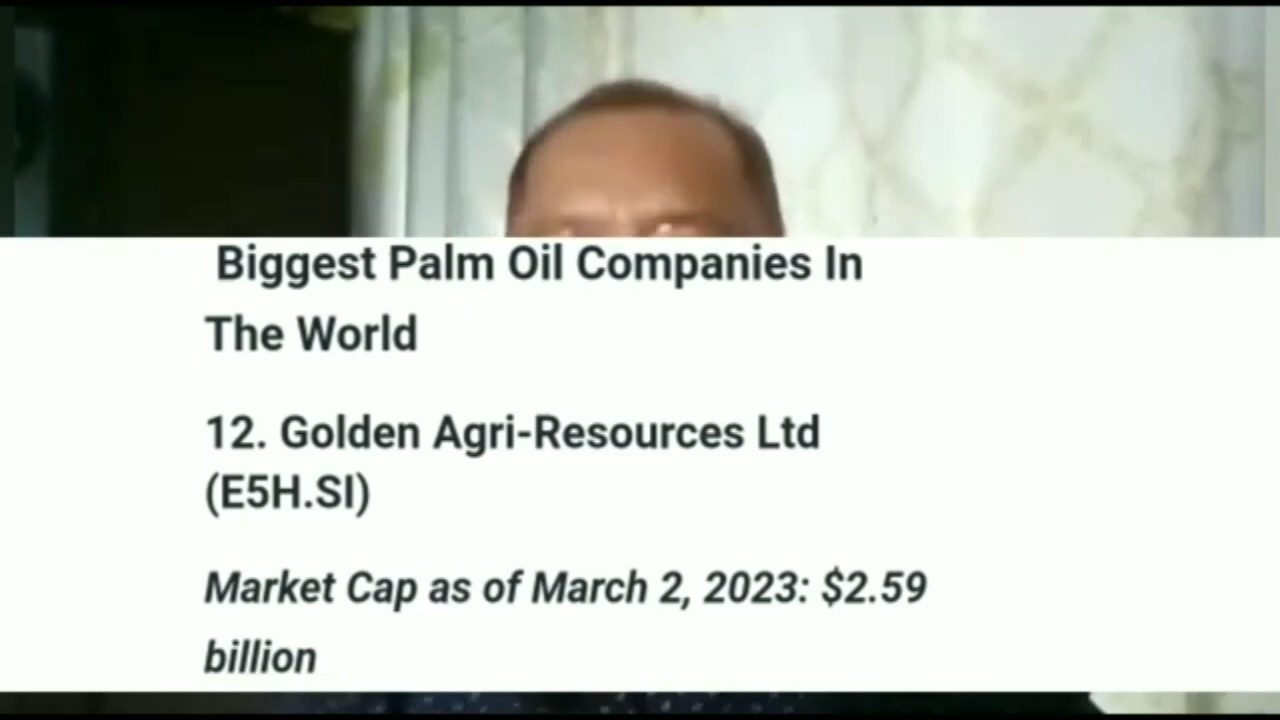 Biggest Palm Oil Companies In
The World
12. Golden Agri-Resources Ltd
(E5H.SI)
Market Cap as of March 2, 2023: $2.59
billion